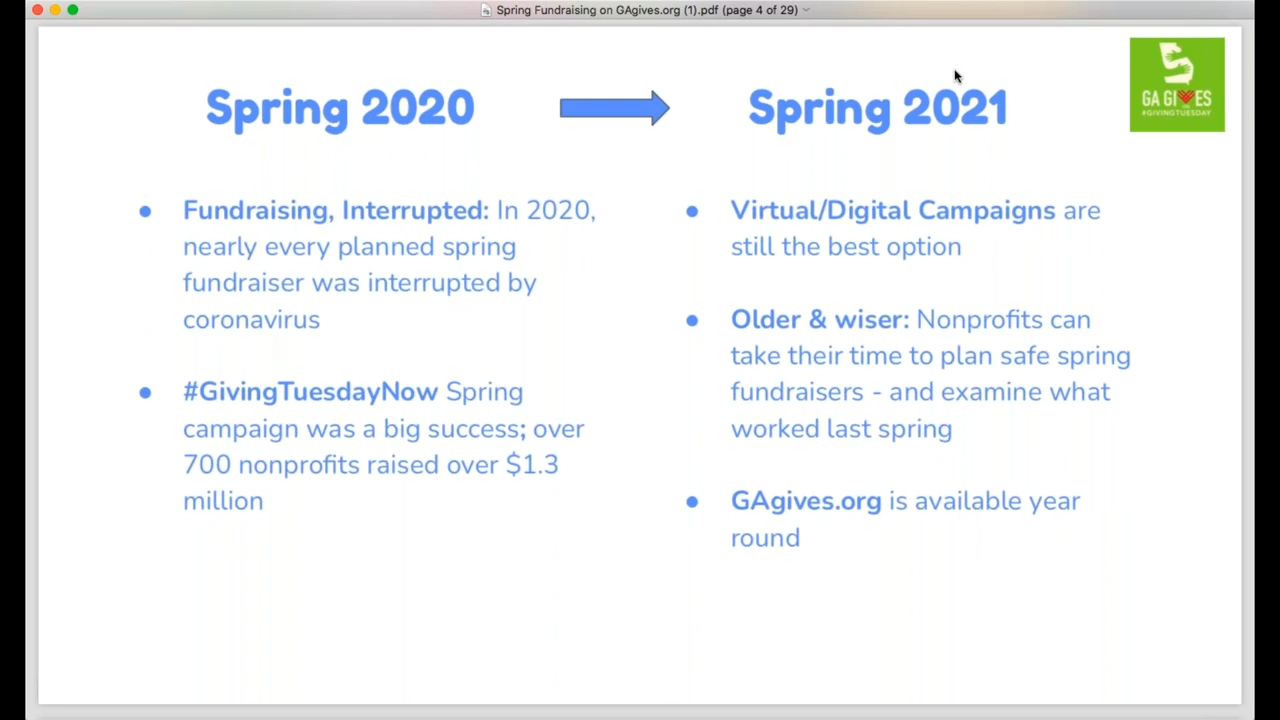 Spring Fundraising on GAgives.org (1).pdf (page 4 of 29)
GA GIVES
#GIVINGTUESDAY
Spring 2020
Spring 2021
● Fundraising, Interrupted: In 2020,
nearly every planned spring
fundraiser was interrupted by
coronavirus
● #GivingTuesdayNow Spring
campaign was a big success; over
700 nonprofits raised over $1.3
million
● Virtual/Digital Campaigns are
still the best option
● Older & wiser: Nonprofits can
take their time to plan safe spring
fundraisers - and examine what
worked last spring
● GAgives.org is available year
round